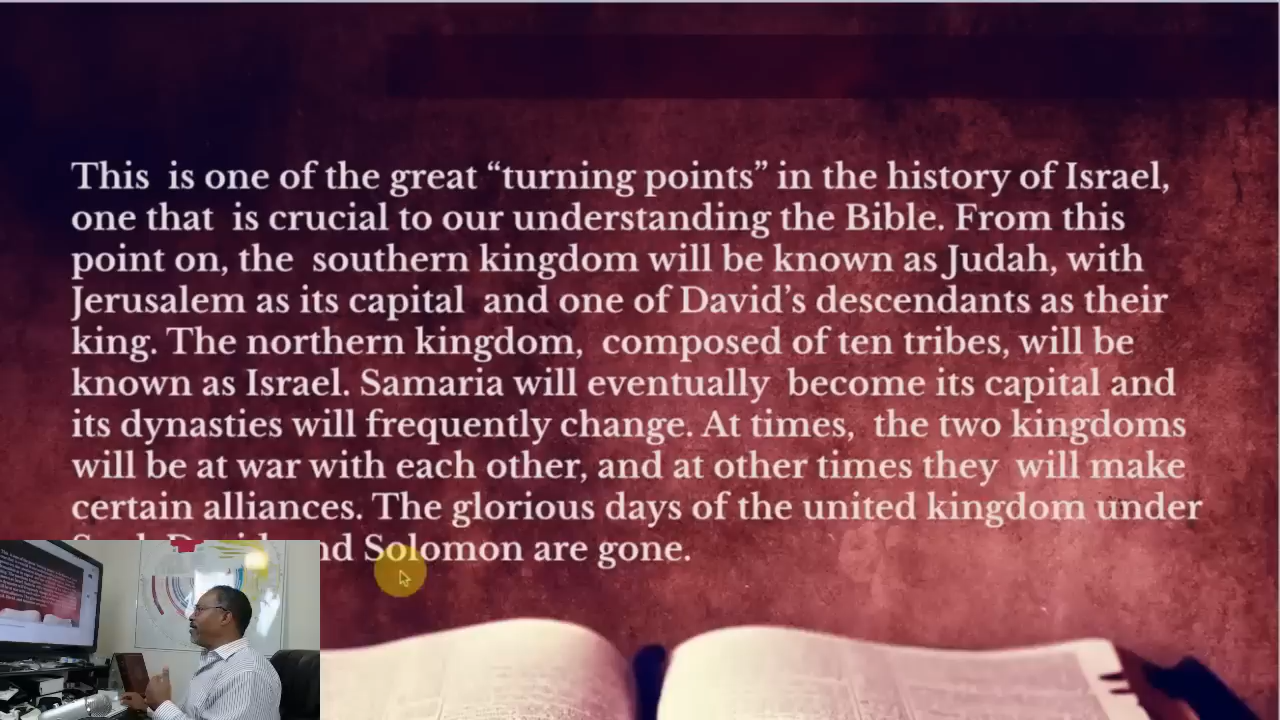 This is one of the great “turning points” in the history of Israel,
one that is crucial to our understanding the Bible. From this
point on, the southern kingdom will be known as Judah, with
Jerusalem as its capital and one of David’s descendants as their
king. The northern kingdom, composed of ten tribes, will be
known as Israel. Samaria will eventually become its capital and
its dynasties will frequently change. At times, the two kingdoms
will be at war with each other, and at other times they will make
certain alliances. The glorious days of the united kingdom under
Solomon are gone.